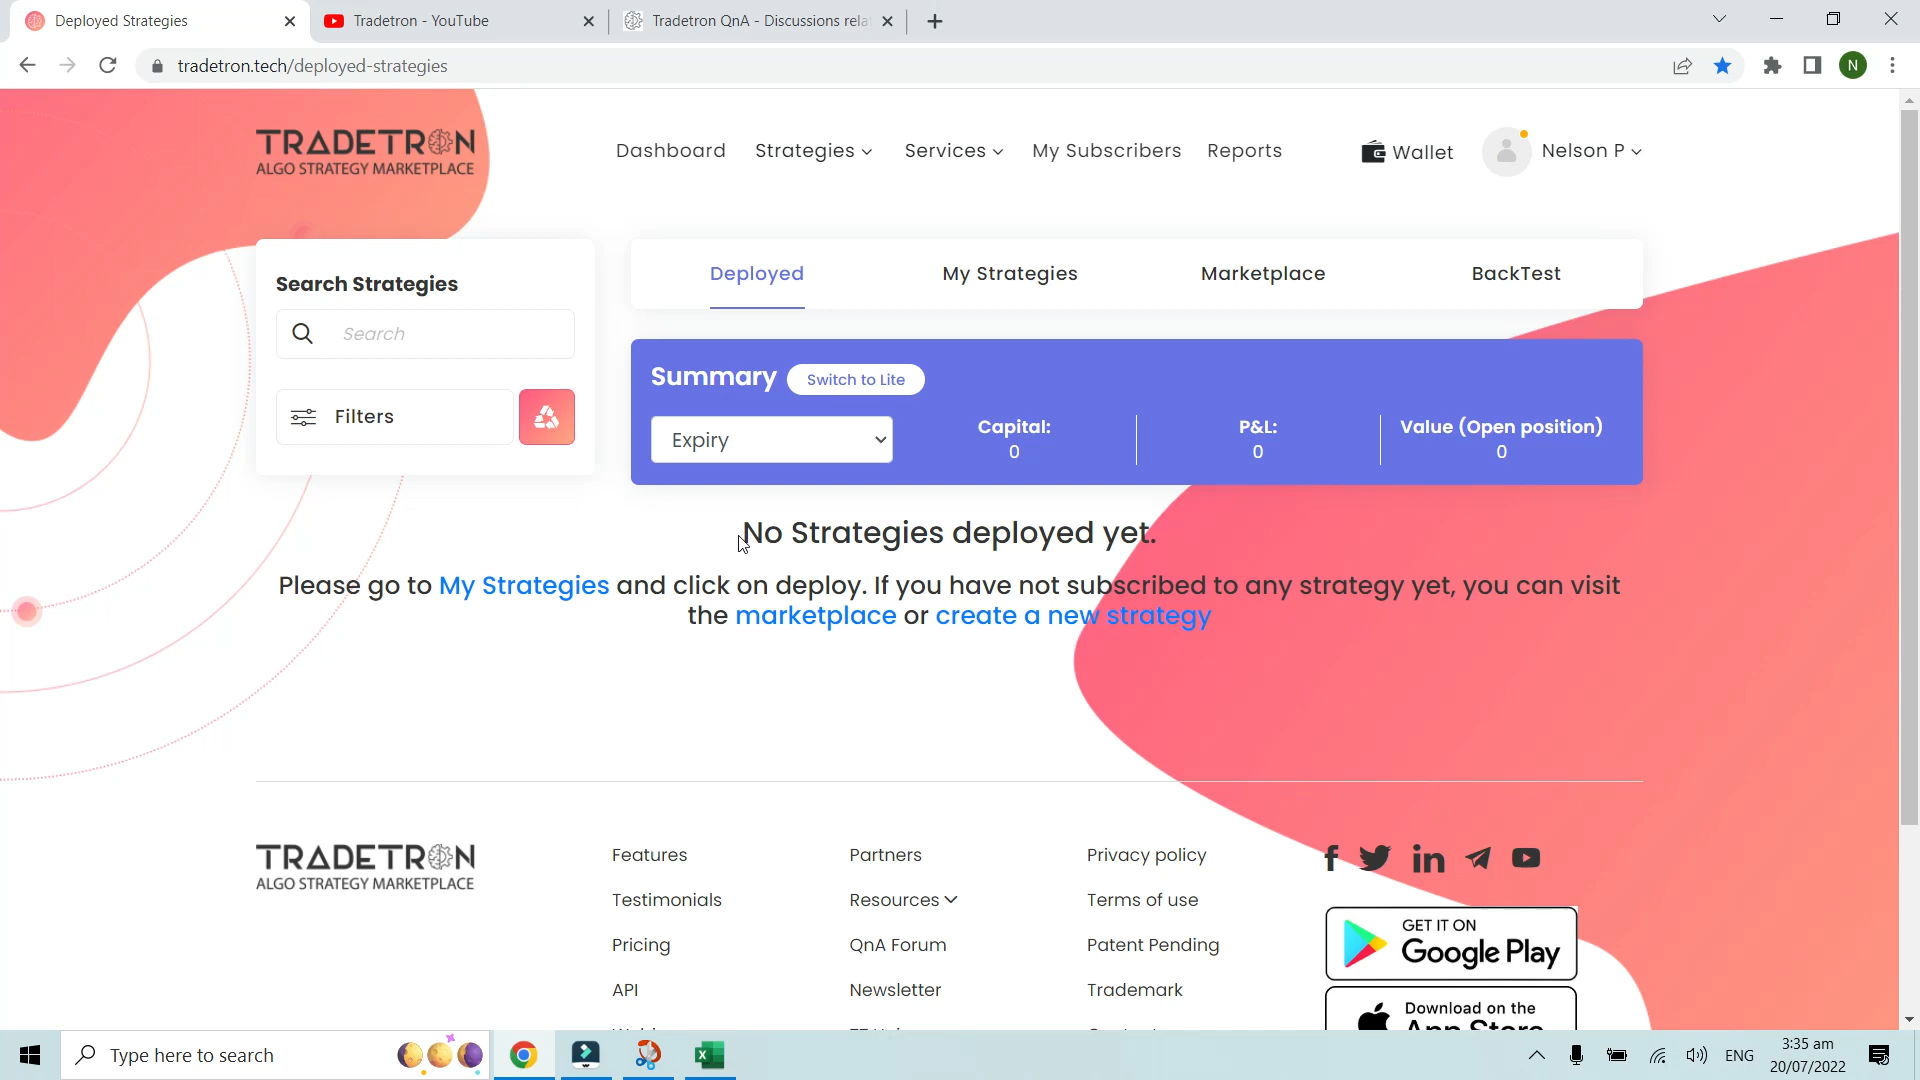 Deployed Strategies
Tradetron - YouTube
Tradetron QnA - Discussions rela
tradetron.tech/deployed-strategies
N
TRADETRON
ALGO STRATEGY MARKETPLACE
Dashboard
Strategies
Services
My Subscribers
Reports
Wallet
Nelson P
Search Strategies
Search
Filters
Deployed
My Strategies
Marketplace
BackTest
Summary
Switch to Lite
Expiry
Capital:
0
P&L:
0
Value (Open position)
0
No Strategies deployed yet.
Please go to My Strategies and click on deploy. If you have not subscribed to any strategy yet, you can visit
the marketplace or create a new strategy
TRADETRON
ALGO STRATEGY MARKETPLACE
Features
Testimonials
Pricing
API
Partners
Resources
QnA Forum
Newsletter
Privacy policy
Terms of use
Patent Pending
Trademark
GET IT ON
Google Play
Download on the
App Store
Type here to search
ENG
3:35 am
20/07/2022